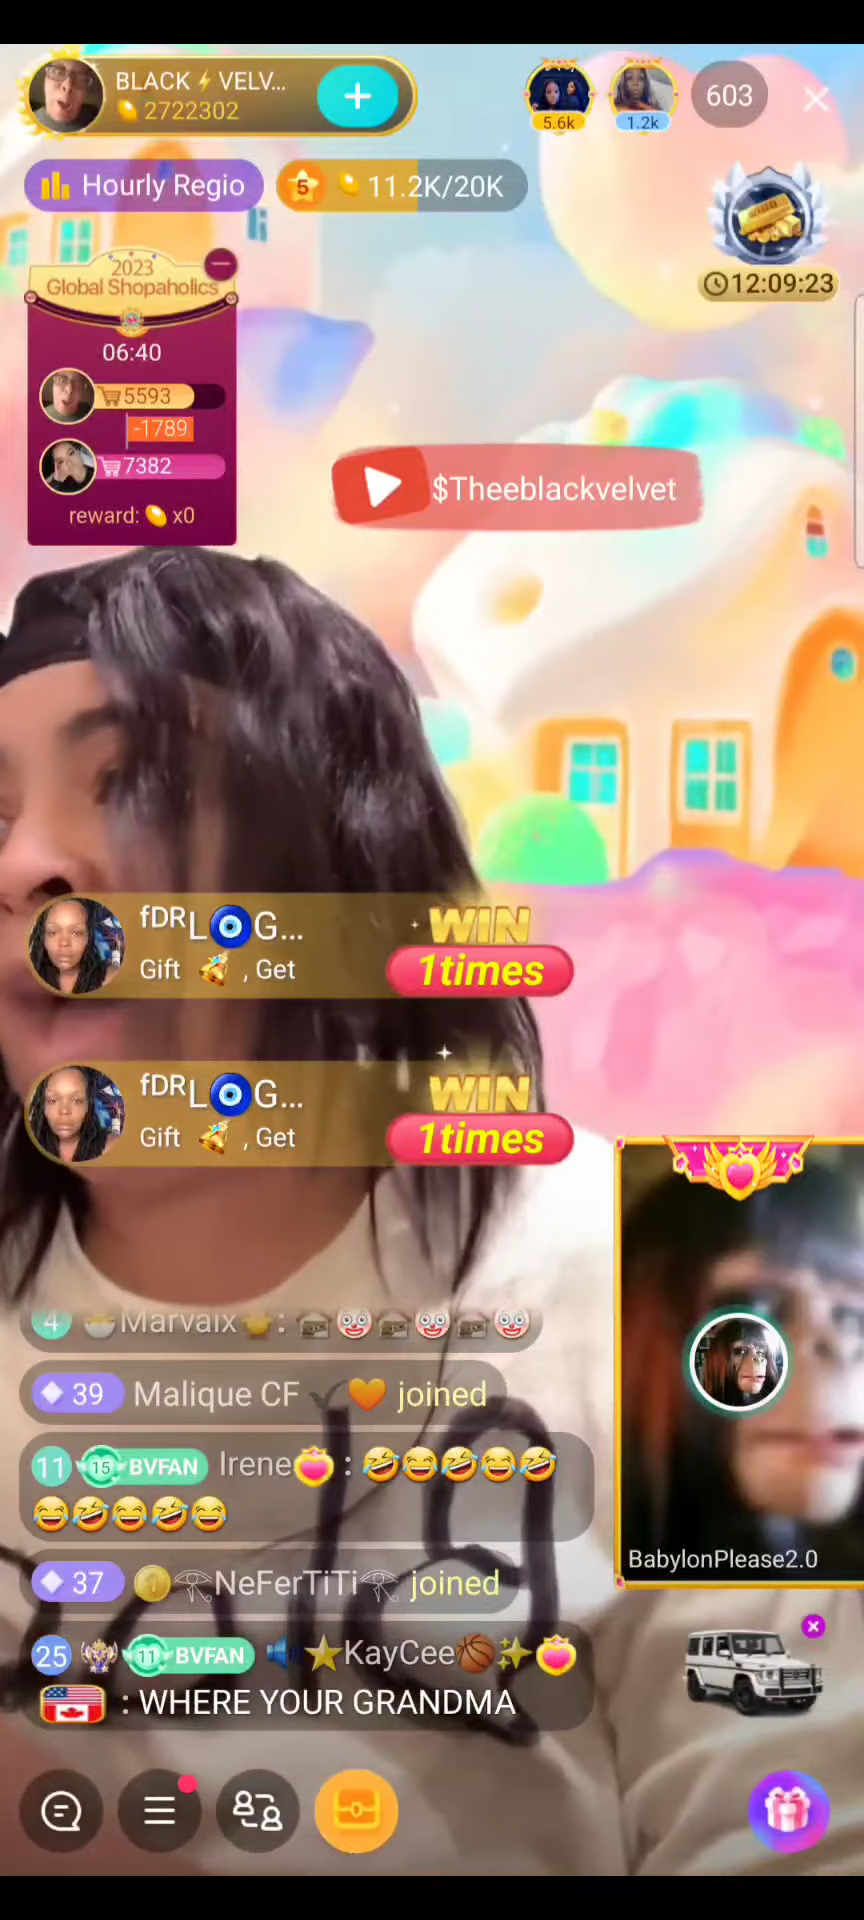 BLACK⚡VELV...
2722302
5.6k
1.2k
603
Hourly Regio
5
11.2K/20K
12:09:23
2023
Global Shopaholics
06:40
5593
-1789
7382
reward: x0
$Theeblackvelvet
fDRL🧿G...
Gift , Get
WIN
1times
fDRL🧿G...
Gift , Get
WIN
1times
4 🐣Marvaix🐥: 🏚🤡🏚🤡🏚🤡
39 Malique CF 🧡 joined
11 15 BVFAN Irene : 🤣😂🤣😂🤣
😂🤣😂🤣😂
37 NeFerTiTi joined
25 11 BVFAN 🔊⭐KayCee🏀✨
: WHERE YOUR GRANDMA
BabylonPlease2.0